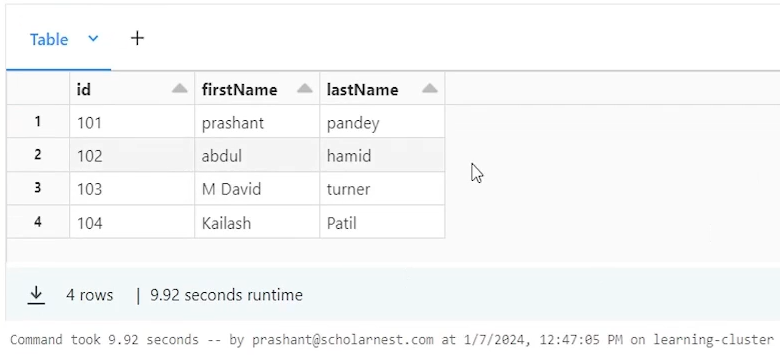 Table
id firstName lastName
1 101 prashant pandey
2 102 abdul hamid
3 103 M David turner
4 104 Kailash Patil
4 rows | 9.92 seconds runtime
Command took 9.92 seconds -- by prashant@scholarnest.com at 1/7/2024, 12:47:05 PM on learning-cluster